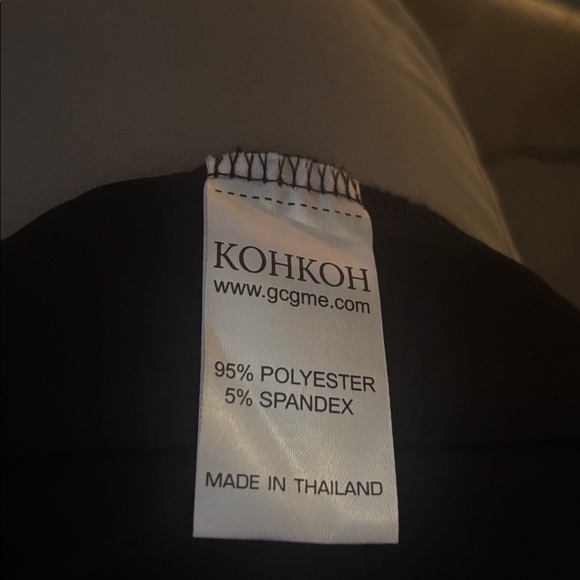 KOHKOH
www.gcgme.com
95% POLYESTER
5% SPANDEX
MADE IN THAILAND